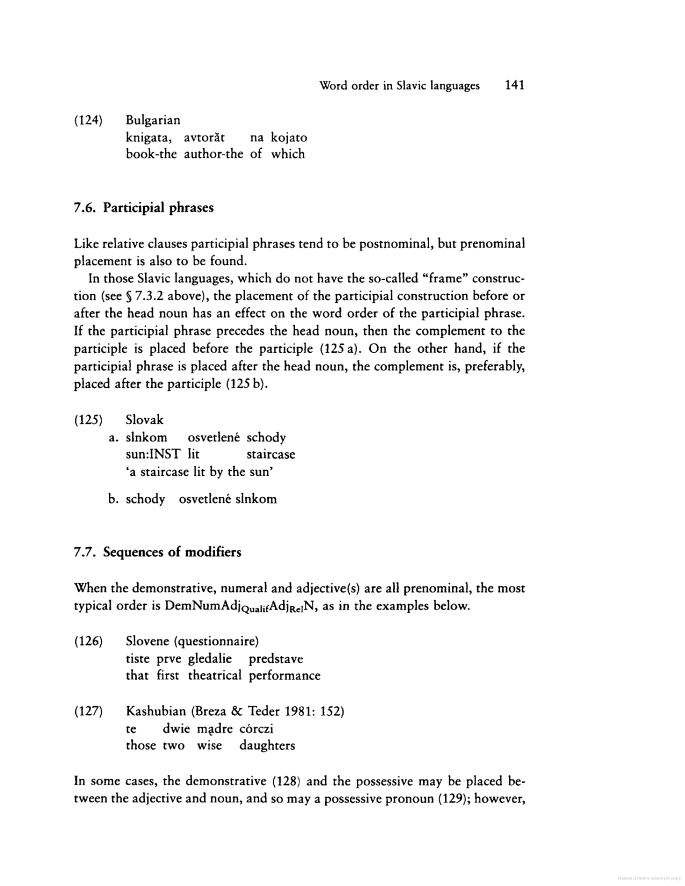 Word order in Slavic languages 141
(124) Bulgarian
knigata, avtorăt na kojato
book-the author-the of which
7.6. Participial phrases
Like relative clauses participial phrases tend to be postnominal, but prenominal
placement is also to be found.
In those Slavic languages, which do not have the so-called “frame” construc-
tion (see § 7.3.2 above), the placement of the participial construction before or
after the head noun has an effect on the word order of the participial phrase.
If the participial phrase precedes the head noun, then the complement to the
participle is placed before the participle (125 a). On the other hand, if the
participial phrase is placed after the head noun, the complement is, preferably,
placed after the participle (125 b).
(125) Slovak
a. slnkom osvetlené schody
sun:INST lit staircase
‘a staircase lit by the sun’
b. schody osvetlené slnkom
7.7. Sequences of modifiers
When the demonstrative, numeral and adjective(s) are all prenominal, the most
typical order is DemNumAdjQualifAdjRelN, as in the examples below.
(126) Slovene (questionnaire)
tiste prve gledalie predstave
that first theatrical performance
(127) Kashubian (Breza & Teder 1981: 152)
te dwie mądre córczi
those two wise daughters
In some cases, the demonstrative (128) and the possessive may be placed be-
tween the adjective and noun, and so may a possessive pronoun (129); however,